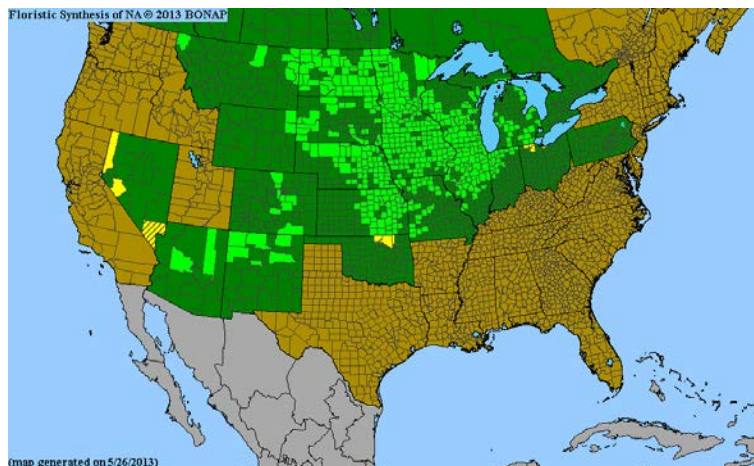 Floristic Synthesis of NA © 2013 BONAP
(map generated on 5/26/2013)